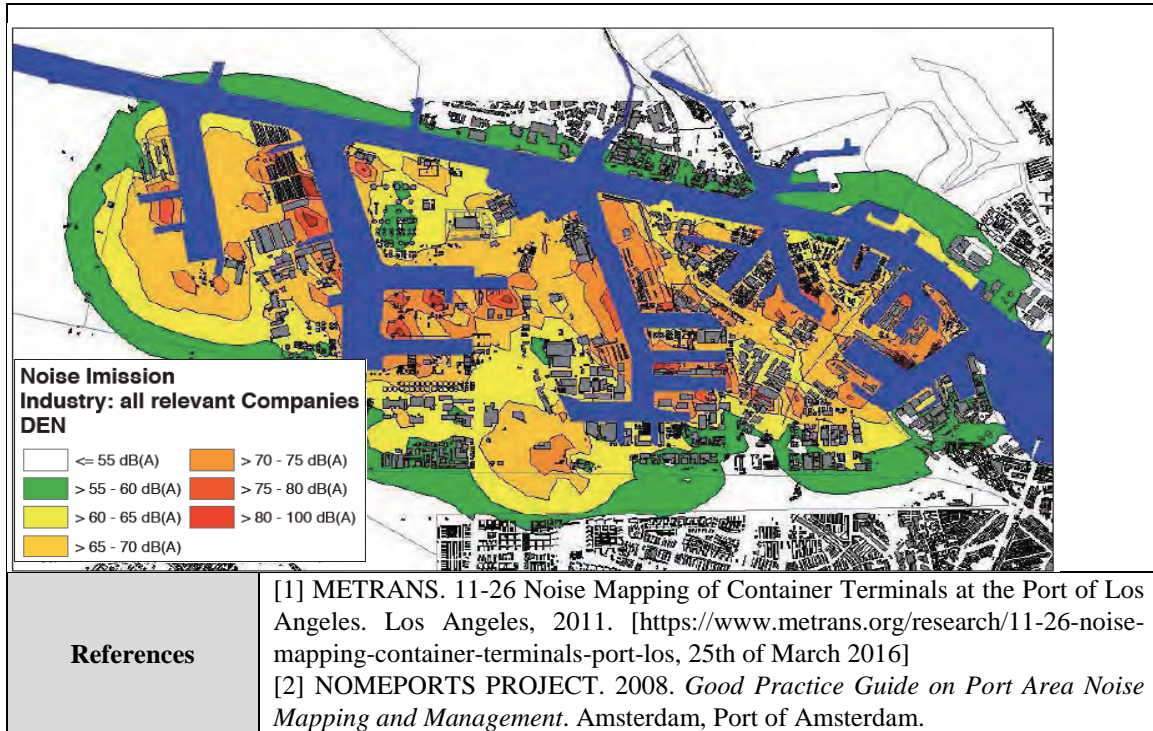 Noise Imission
Industry: all relevant Companies
DEN
<= 55 dB(A)
> 55 - 60 dB(A)
> 60 - 65 dB(A)
> 65 - 70 dB(A)
> 70 - 75 dB(A)
> 75 - 80 dB(A)
> 80 - 100 dB(A)
References
[1] METRANS. 11-26 Noise Mapping of Container Terminals at the Port of Los
Angeles. Los Angeles, 2011. [https://www.metrans.org/research/11-26-noise-
mapping-container-terminals-port-los, 25th of March 2016]
[2] NOMEPORTS PROJECT. 2008. Good Practice Guide on Port Area Noise
Mapping and Management. Amsterdam, Port of Amsterdam.